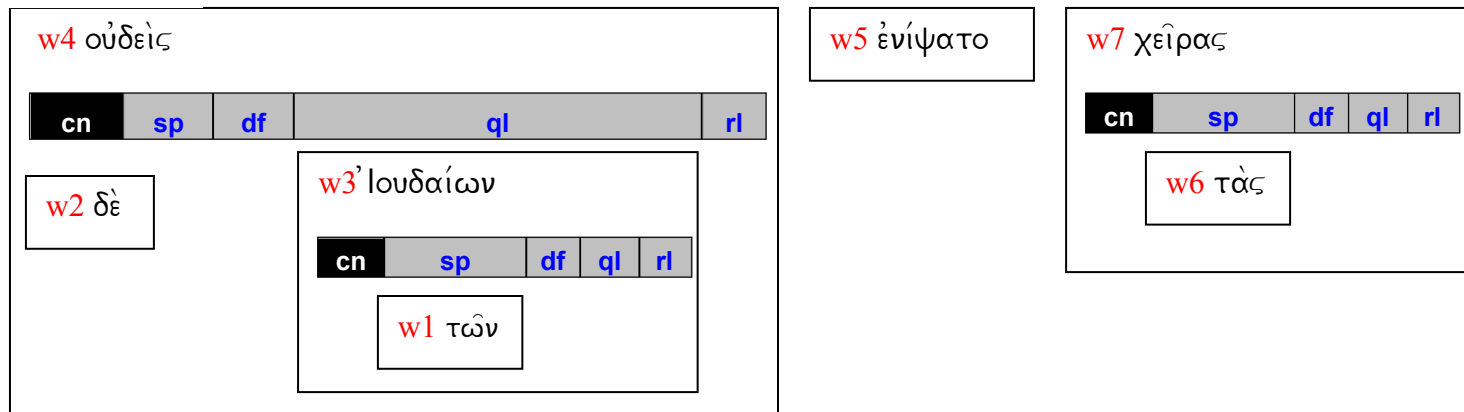 w4 οὐδεὶς
cn sp df ql rl
w2 δὲ
w3 Ἰουδαίων
cn sp df ql rl
w1 τῶν
w5 ἐνίψατο
w7 χεῖρας
cn sp df ql rl
w6 τὰς